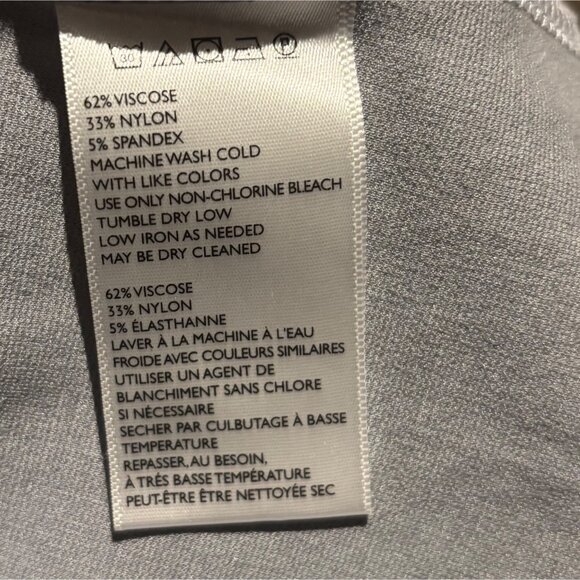 30
P
62% VISCOSE
33% NYLON
5% SPANDEX
MACHINE WASH COLD
WITH LIKE COLORS
USE ONLY NON-CHLORINE BLEACH
TUMBLE DRY LOW
LOW IRON AS NEEDED
MAY BE DRY CLEANED
62% VISCOSE
33% NYLON
5% ÉLASTHANNE
LAVER À LA MACHINE À L'EAU
FROIDE AVEC COULEURS SIMILAIRES
UTILISER UN AGENT DE
BLANCHIMENT SANS CHLORE
SI NÉCESSAIRE
SECHER PAR CULBUTAGE À BASSE
TEMPERATURE
REPASSER, AU BESOIN,
À TRÉS BASSE TEMPÉRATURE
PEUT-ÊTRE ÊTRE NETTOYÉE SEC